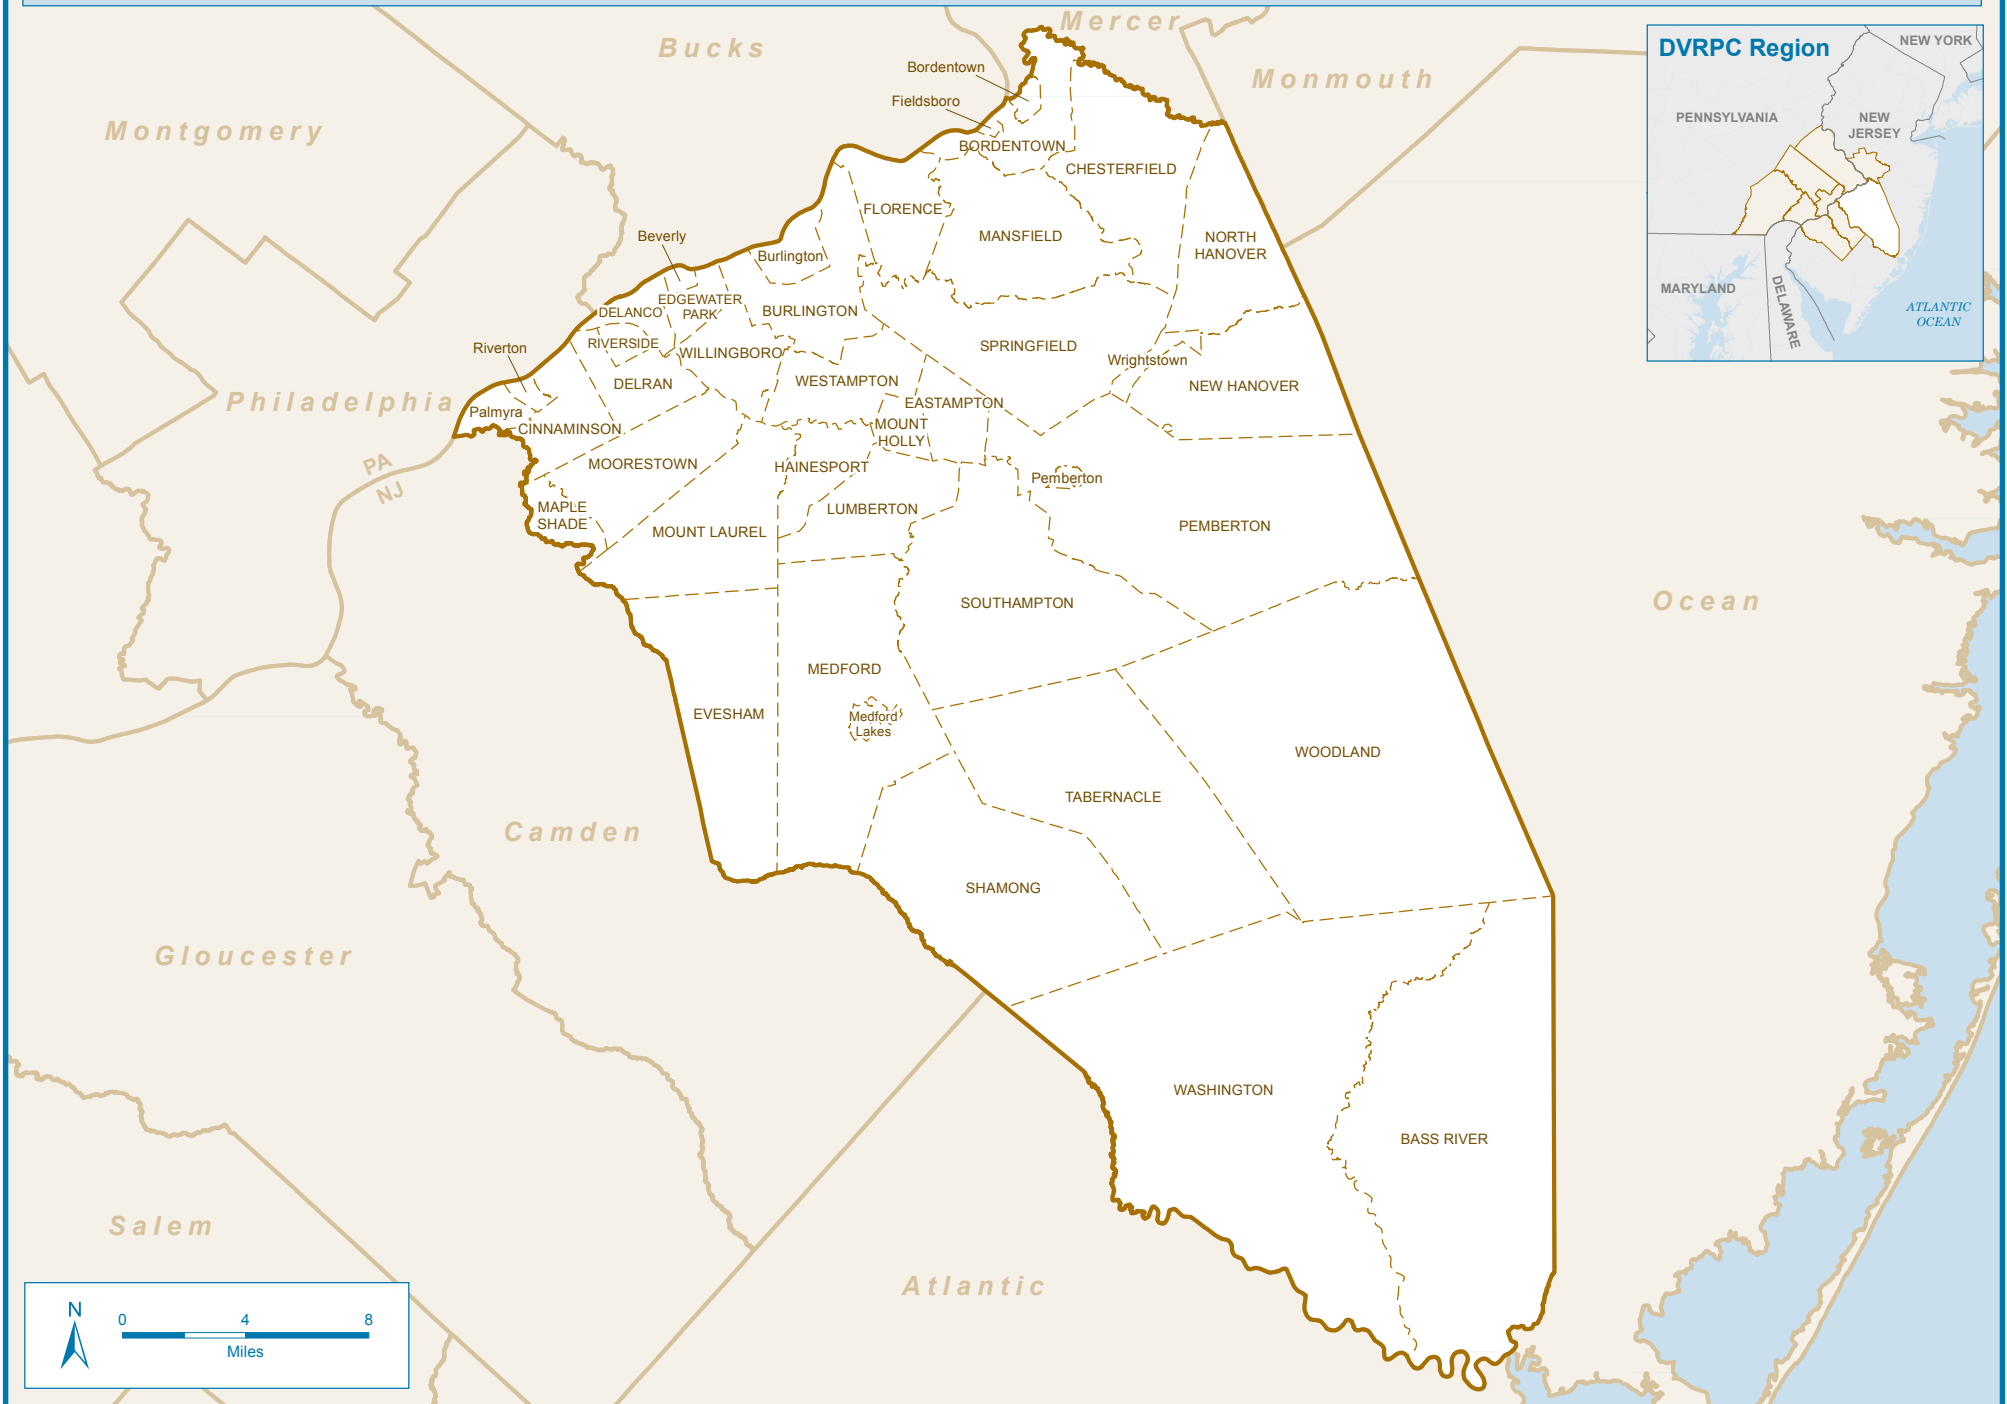 Mercer
Bucks
Monmouth
Montgomery
Philadelphia
PA
NJ
Ocean
Camden
Gloucester
Salem
Atlantic
Bordentown
Fieldsboro
BORDENTOWN
CHESTERFIELD
FLORENCE
MANSFIELD
NORTH
HANOVER
Beverly
Burlington
EDGEWATER
PARK
DELANCO
BURLINGTON
RIVERSIDE
WILLINGBORO
SPRINGFIELD
Wrightstown
Riverton
DELRAN
WESTAMPTON
NEW HANOVER
EASTAMPTON
Palmyra
CINNAMINSON
MOUNT
HOLLY
MOORESTOWN
HAINESPORT
Pemberton
MAPLE
SHADE
LUMBERTON
MOUNT LAUREL
PEMBERTON
SOUTHAMPTON
MEDFORD
EVESHAM
Medford
Lakes
WOODLAND
TABERNACLE
SHAMONG
WASHINGTON
BASS RIVER
DVRPC Region
NEW YORK
PENNSYLVANIA
NEW
JERSEY
MARYLAND
DELAWARE
ATLANTIC
OCEAN
N
0 4 8
Miles